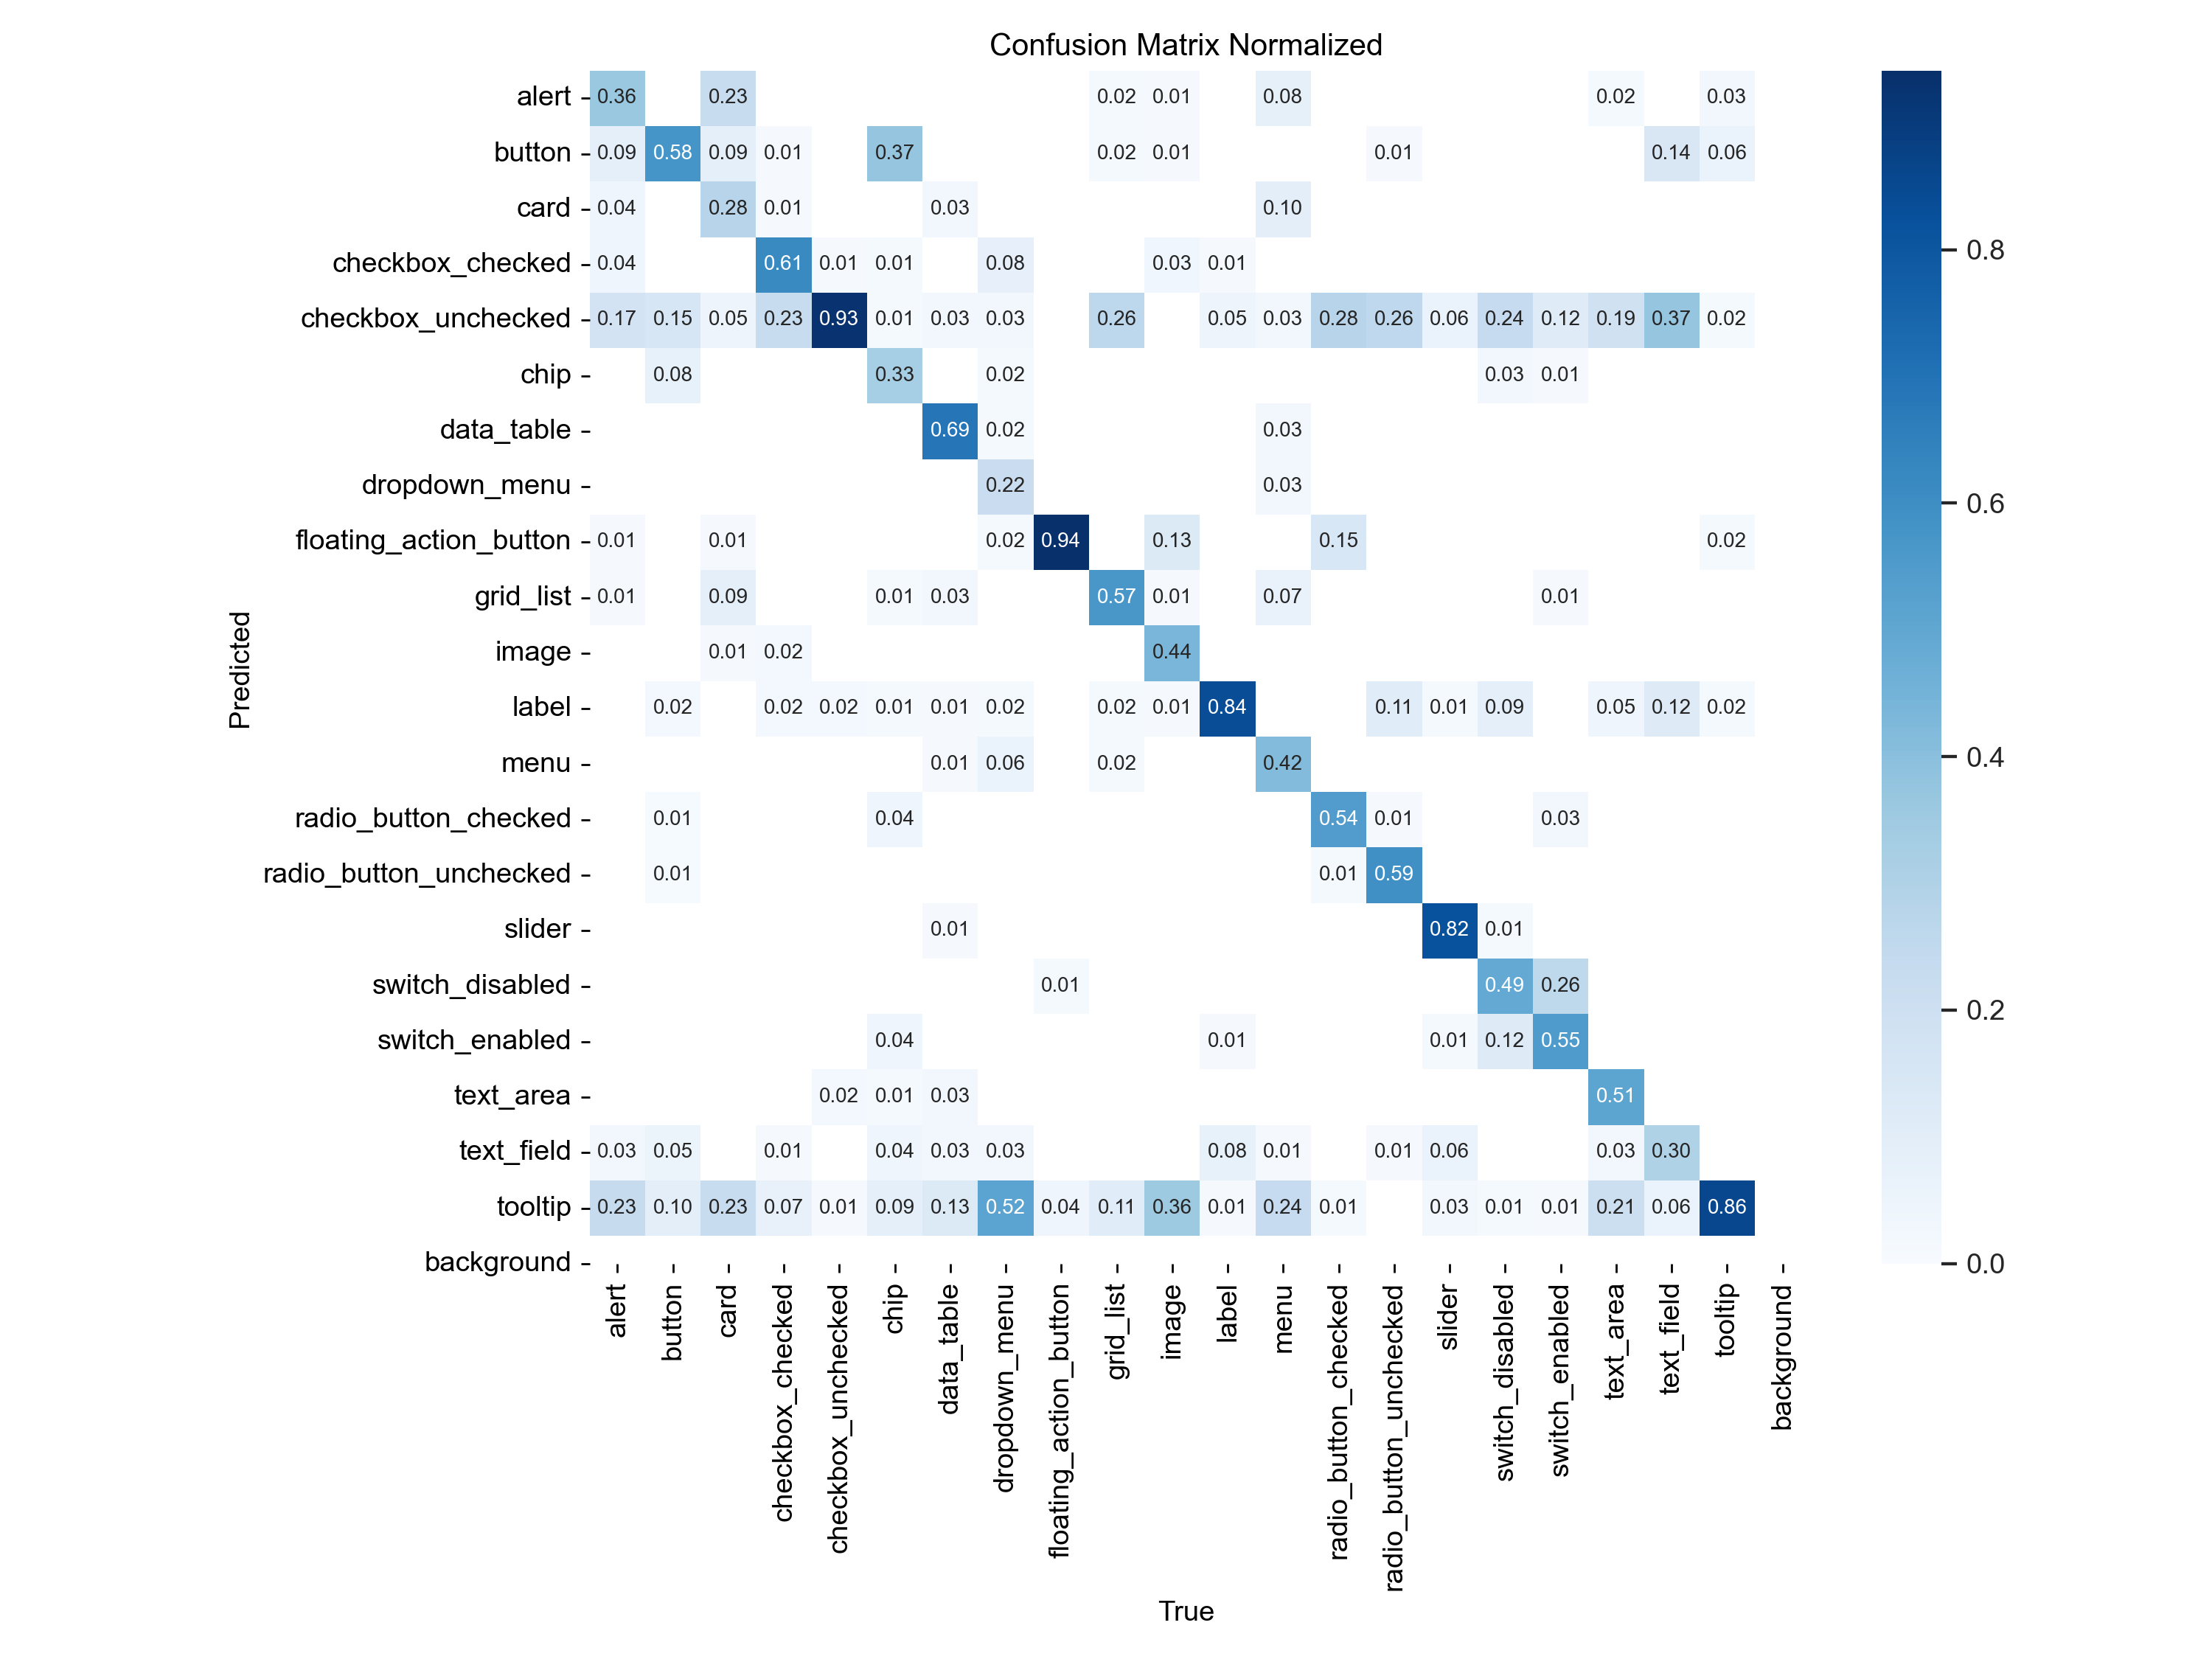 Confusion Matrix Normalized
alert 0.36 0.23 0.02 0.01 0.08 0.02 0.03
button 0.09 0.58 0.09 0.01 0.37 0.02 0.01 0.01 0.14 0.06
card 0.04 0.28 0.01 0.03 0.10
checkbox_checked 0.04 0.61 0.01 0.01 0.08 0.03 0.01
0.8
checkbox_unchecked 0.17 0.15 0.05 0.23 0.93 0.01 0.03 0.03 0.26 0.05 0.03 0.28 0.26 0.06 0.24 0.12 0.19 0.37 0.02
chip 0.08 0.33 0.02 0.03 0.01
data_table 0.69 0.02 0.03
dropdown_menu 0.22 0.03
0.6
floating_action_button 0.01 0.01 0.02 0.94 0.13 0.15 0.02
grid_list 0.01 0.09 0.01 0.03 0.57 0.01 0.07 0.01
Predicted
image 0.01 0.02 0.44
label 0.02 0.02 0.02 0.01 0.01 0.02 0.02 0.01 0.84 0.11 0.01 0.09 0.05 0.12 0.02
0.4
menu 0.01 0.06 0.02 0.42
radio_button_checked 0.01 0.04 0.54 0.01 0.03
radio_button_unchecked 0.01 0.01 0.59
slider 0.01 0.82 0.01
switch_disabled 0.01 0.49 0.26
0.2
switch_enabled 0.04 0.01 0.01 0.12 0.55
text_area 0.02 0.01 0.03 0.51
text_field 0.03 0.05 0.01 0.04 0.03 0.03 0.08 0.01 0.01 0.06 0.03 0.30
tooltip 0.23 0.10 0.23 0.07 0.01 0.09 0.13 0.52 0.04 0.11 0.36 0.01 0.24 0.01 0.03 0.01 0.01 0.21 0.06 0.86
background
0.0
alert
button
card
checkbox_checked
checkbox_unchecked
chip
data_table
dropdown_menu
floating_action_button
grid_list
image
label
menu
radio_button_checked
radio_button_unchecked
slider
switch_disabled
switch_enabled
text_area
text_field
tooltip
background
True